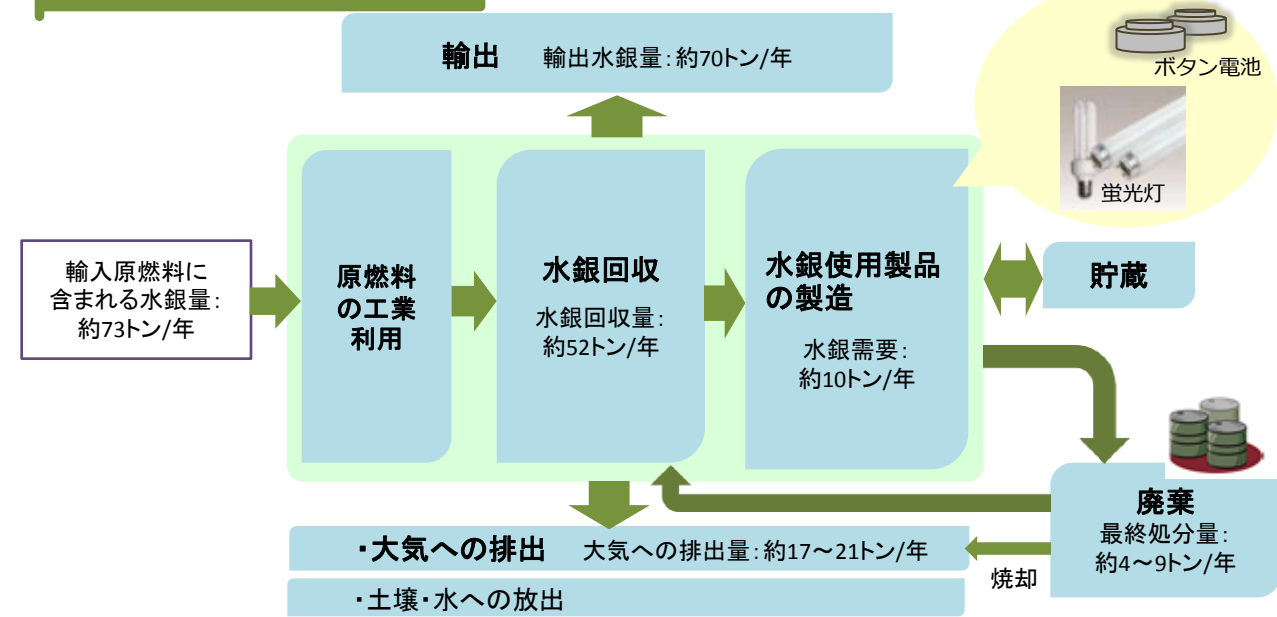 輸出 輸出水銀量:約70トン/年
ボタン電池
蛍光灯
輸入原燃料に
含まれる水銀量:
約73トン/年
原燃料
の工業
利用
水銀回収
水銀回収量:
約52トン/年
水銀使用製品
の製造
水銀需要:
約10トン/年
貯蔵
廃棄
最終処分量:
約4~9トン/年
焼却
・大気への排出 大気への排出量:約17~21トン/年
・土壌・水への放出